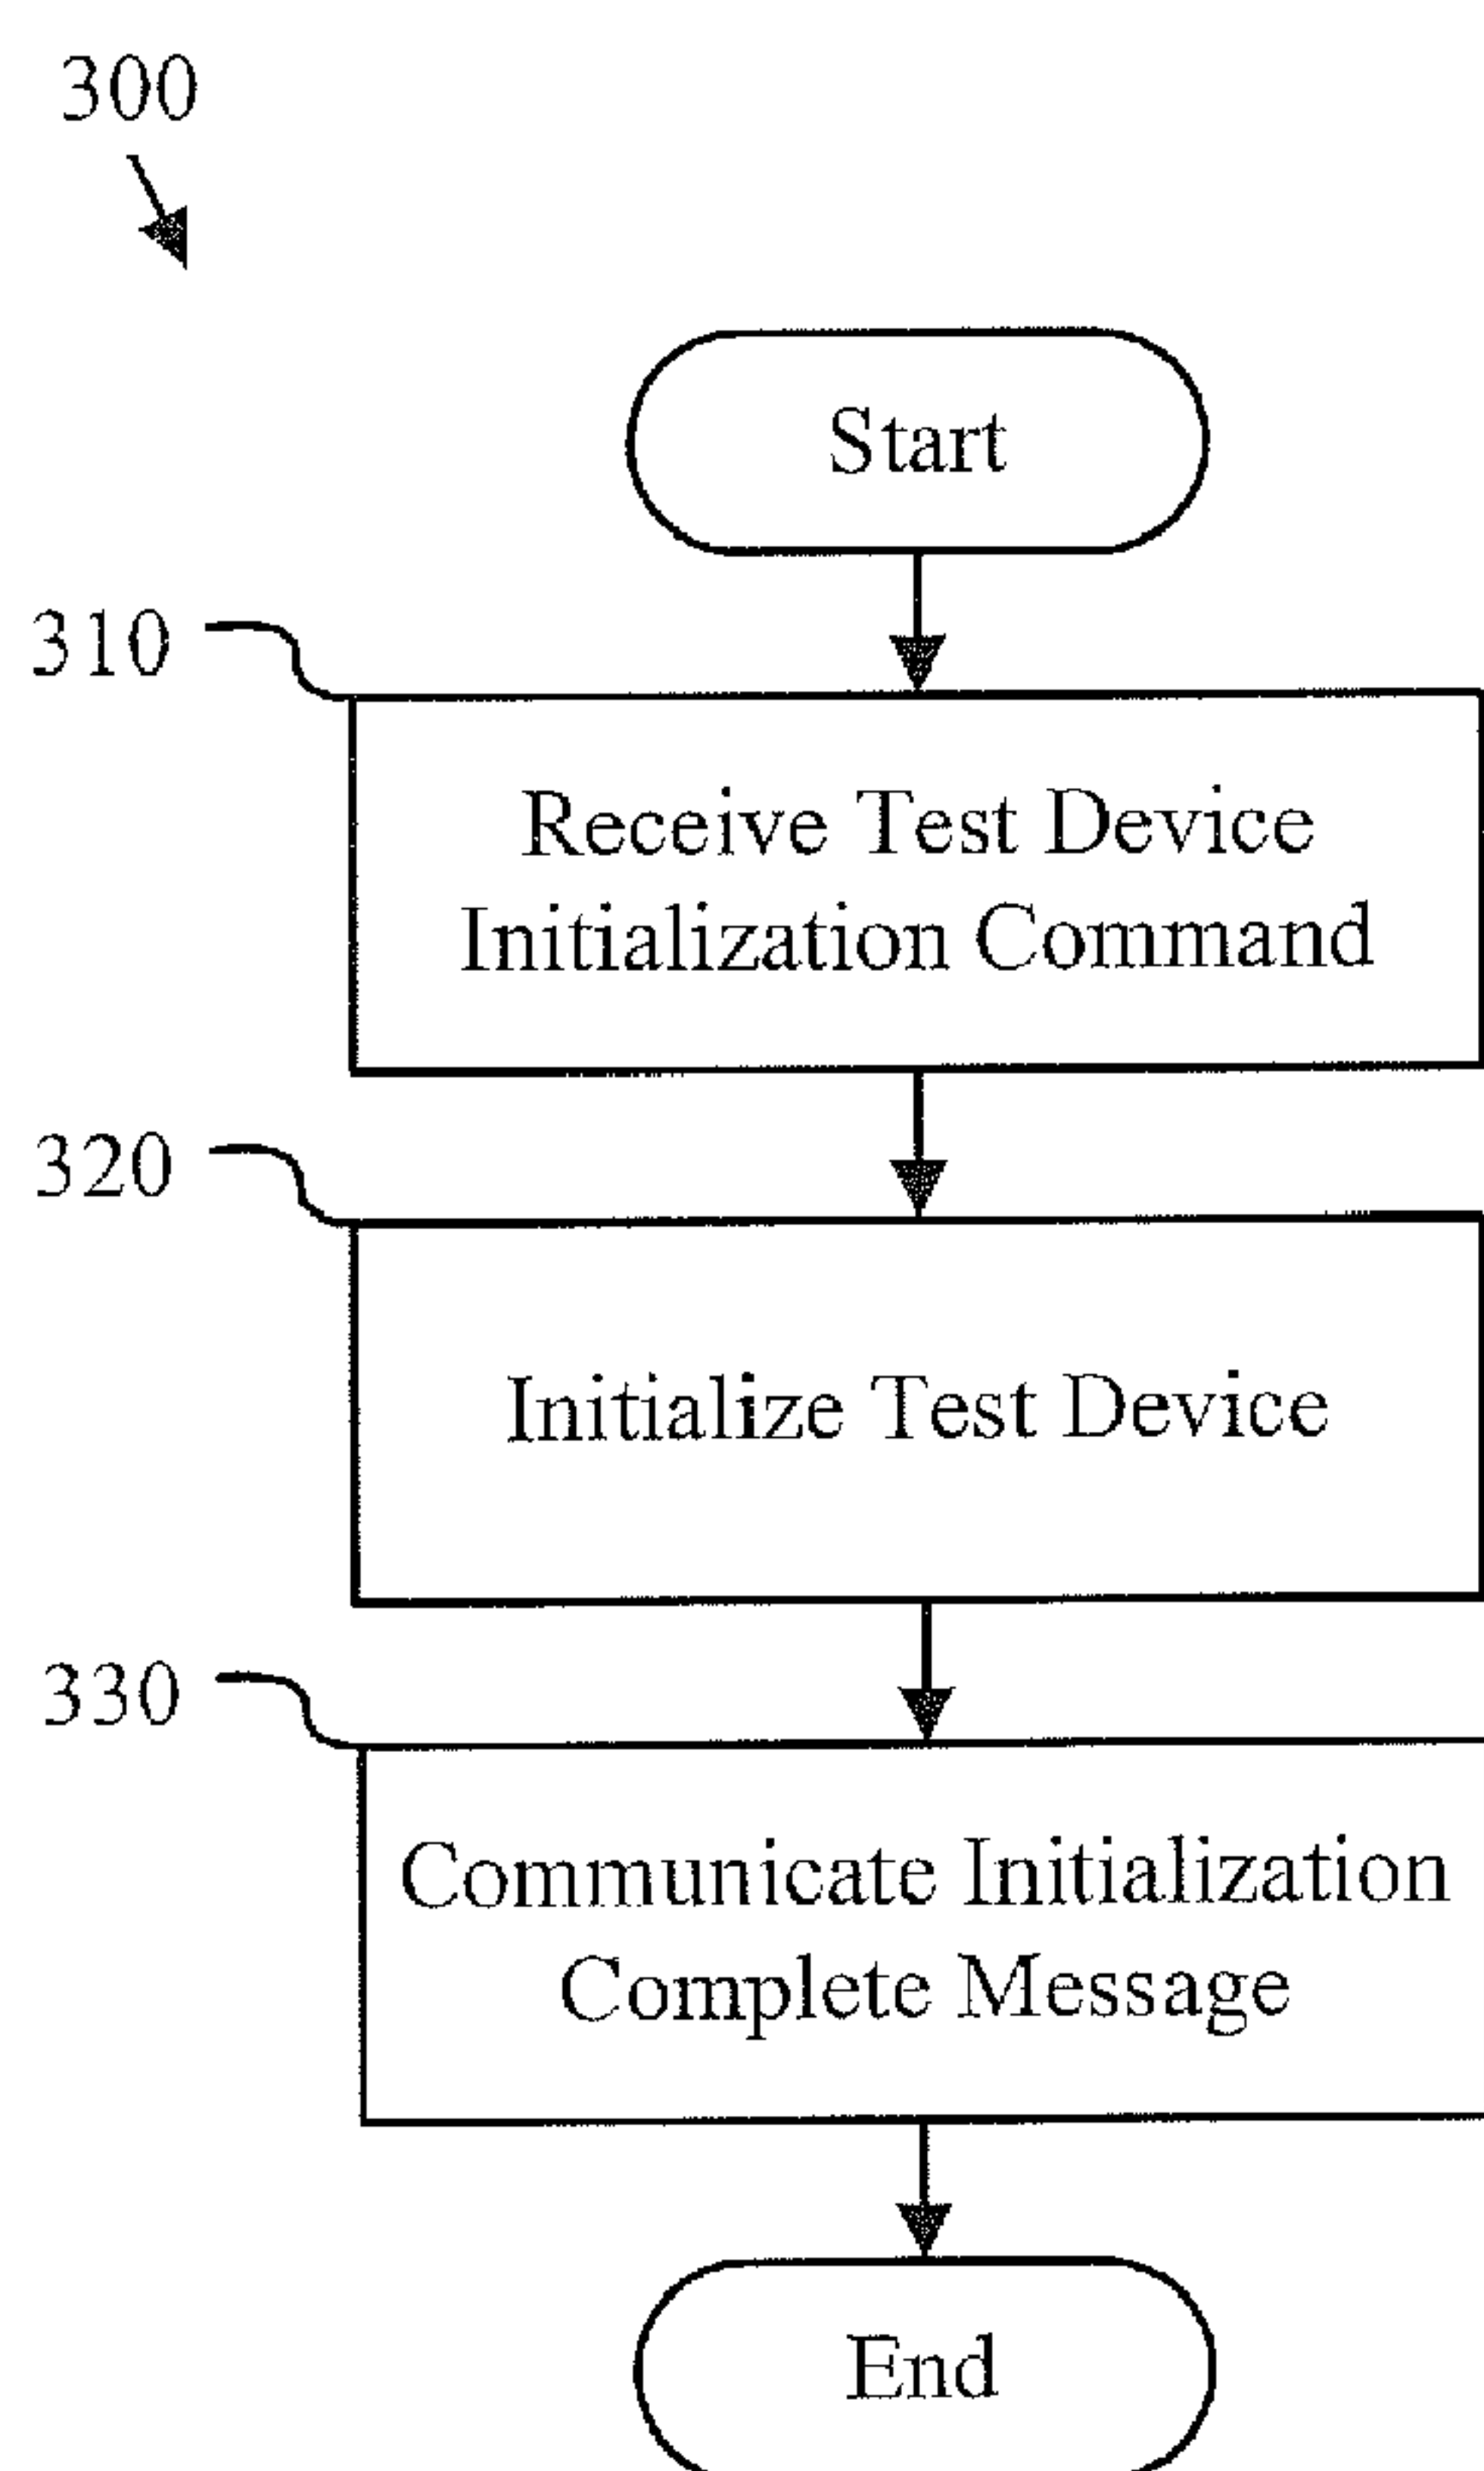 300
Start
310
Receive Test Device
Initialization Command
320
Initialize Test Device
330
Communicate Initialization
Complete Message
End